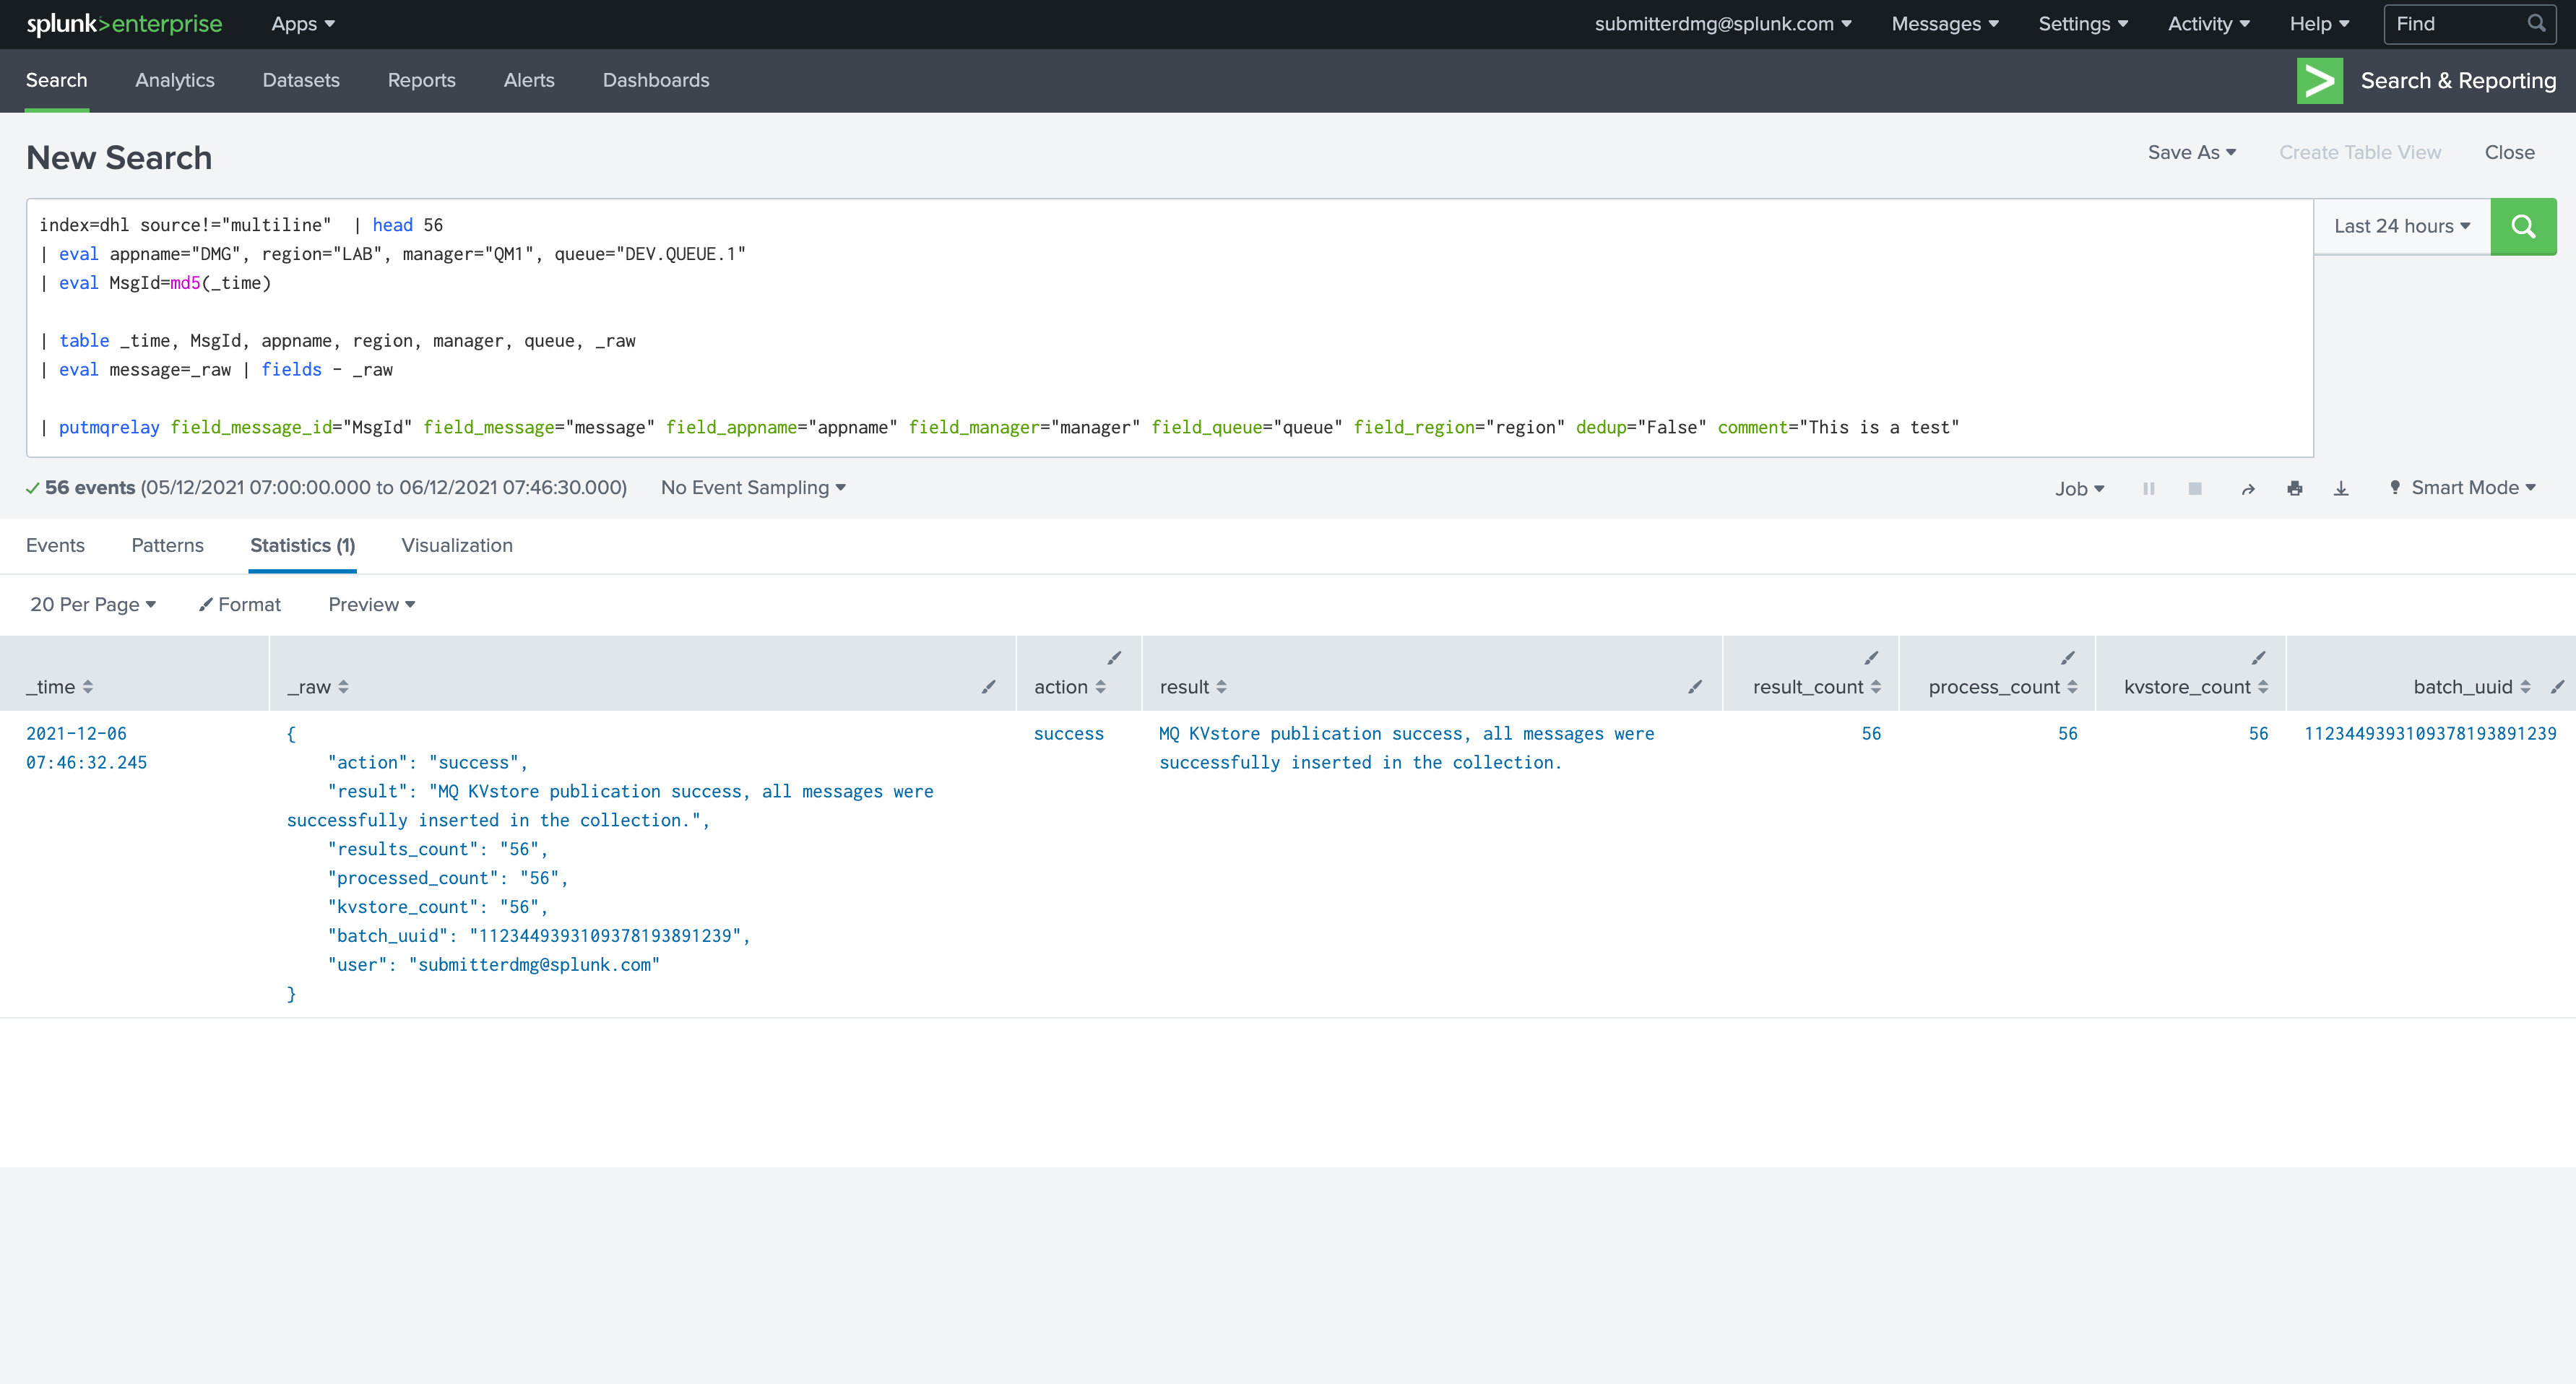 splunk>enterprise Apps submitterdmg@splunk.com Messages Settings Activity Help Find
Search Analytics Datasets Reports Alerts Dashboards Search & Reporting
New Search Save As Create Table View Close
index=dhl source!="multiline"  | head 56
| eval appname="DMG", region="LAB", manager="QM1", queue="DEV.QUEUE.1"
| eval MsgId=md5(_time)
| table _time, MsgId, appname, region, manager, queue, _raw
| eval message=_raw | fields - _raw
| putmqrelay field_message_id="MsgId" field_message="message" field_appname="appname" field_manager="manager" field_queue="queue" field_region="region" dedup="False" comment="This is a test"
Last 24 hours
56 events (05/12/2021 07:00:00.000 to 06/12/2021 07:46:30.000) No Event Sampling Job Smart Mode
Events Patterns Statistics (1) Visualization
20 Per Page Format Preview
_time _raw action result result_count process_count kvstore_count batch_uuid
2021-12-06 { success MQ KVstore publication success, all messages were 56 56 56 1123449393109378193891239
07:46:32.245 "action": "success", successfully inserted in the collection.
"result": "MQ KVstore publication success, all messages were
successfully inserted in the collection.",
"results_count": "56",
"processed_count": "56",
"kvstore_count": "56",
"batch_uuid": "1123449393109378193891239",
"user": "submitterdmg@splunk.com"
}